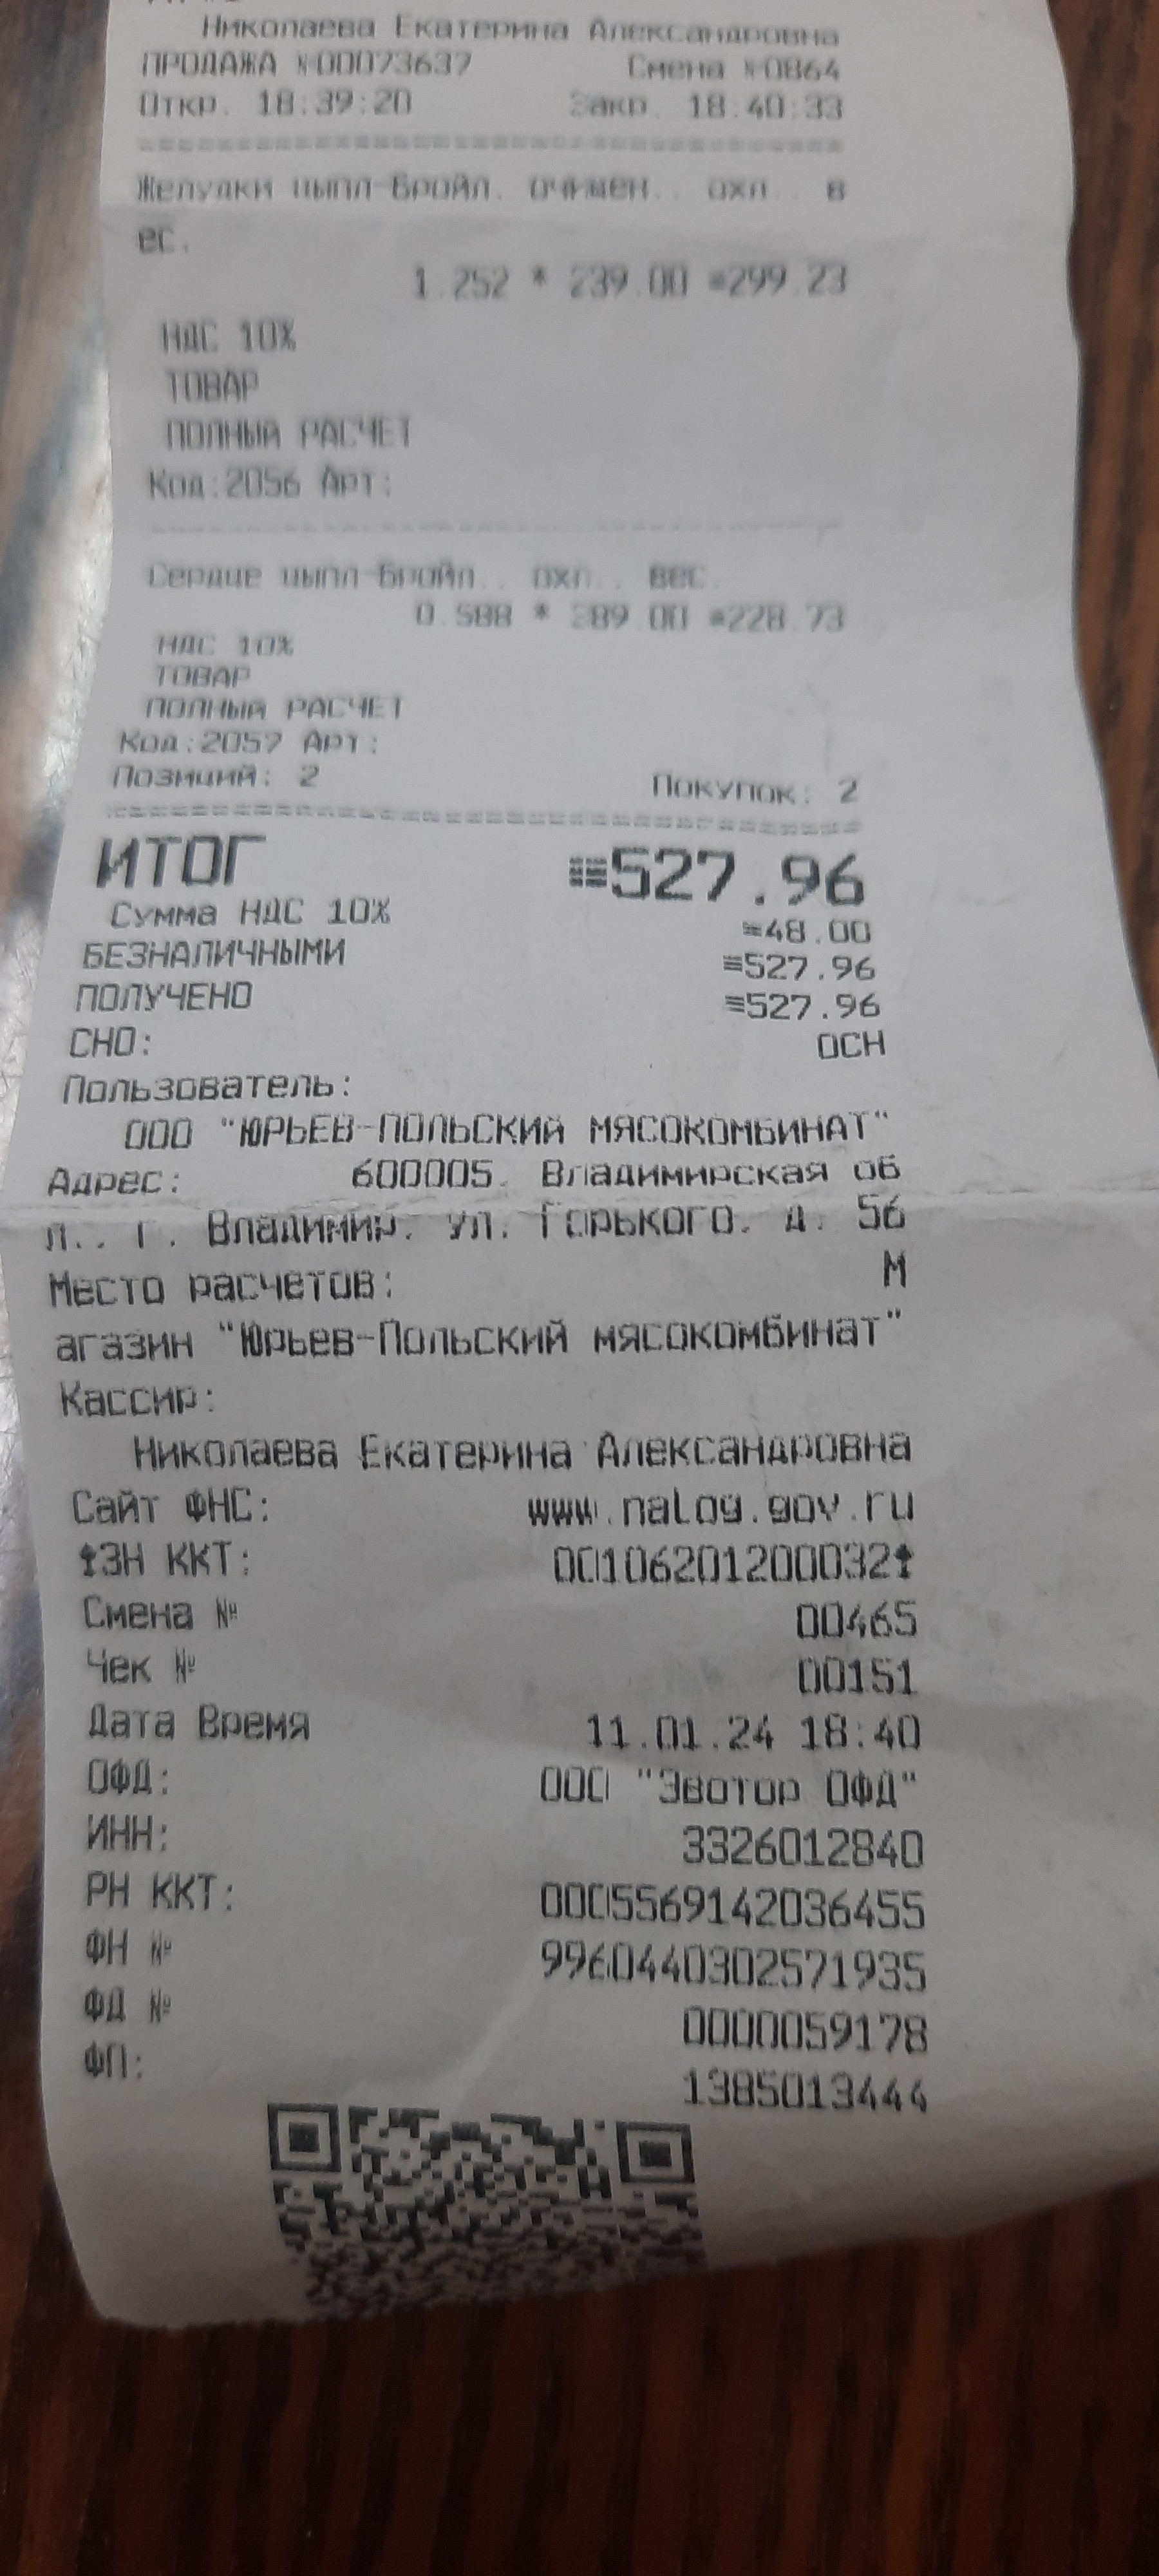 Николаева Екатерина Александровна
ПРОДАЖА №00073637 Смена №0864
Откр. 18:39:20 Закр. 18:40:33
Желудки цыпл-Бройл. очищен.. охл.. в
ес.
1.252 * 239.00 =299.23
НДС 10%
ТОВАР
ПОЛНЫЙ РАСЧЕТ
Код:2056 Арт:
Сердце цыпл-Бройл.. охл.. вес.
0.588 * 389.00 =228.73
НДС 10%
ТОВАР
ПОЛНЫЙ РАСЧЕТ
Код:2057 Арт:
Позиций: 2 Покупок: 2
ИТОГ =527.96
Сумма НДС 10% =48.00
БЕЗНАЛИЧНЫМИ =527.96
ПОЛУЧЕНО =527.96
СНО: ОСН
Пользователь:
ООО "ЮРЬЕВ-ПОЛЬСКИЙ МЯСОКОМБИНАТ"
Адрес: 600005. Владимирская об
л.. г. Владимир. ул. Горького. д. 56
Место расчетов: М
агазин "Юрьев-Польский мясокомбинат"
Кассир:
Николаева Екатерина Александровна
Сайт ФНС: www.nalog.gov.ru
ЗН ККТ: 00106201200032
Смена № 00465
Чек № 00151
Дата Время 11.01.24 18:40
ОФД: ООО "Эвотор ОФД"
ИНН: 3326012840
РН ККТ: 0005569142036455
ФН № 9960440302571935
ФД № 0000059178
ФП: 1385013444